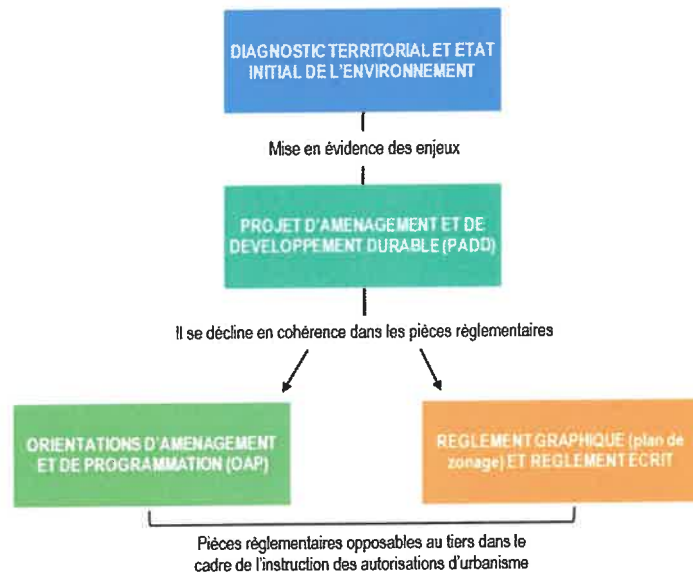 DIAGNOSTIC TERRITORIAL ET ETAT
INITIAL DE L'ENVIRONNEMENT
Mise en évidence des enjeux
PROJET D'AMENAGEMENT ET DE
DEVELOPPEMENT DURABLE (PADD)
Il se décline en cohérence dans les pièces règlementaires
ORIENTATIONS D'AMENAGEMENT
ET DE PROGRAMMATION (OAP)
REGLEMENT GRAPHIQUE (plan de
zonage) ET REGLEMENT ECRIT
Pièces règlementaires opposables au tiers dans le
cadre de l'instruction des autorisations d'urbanisme